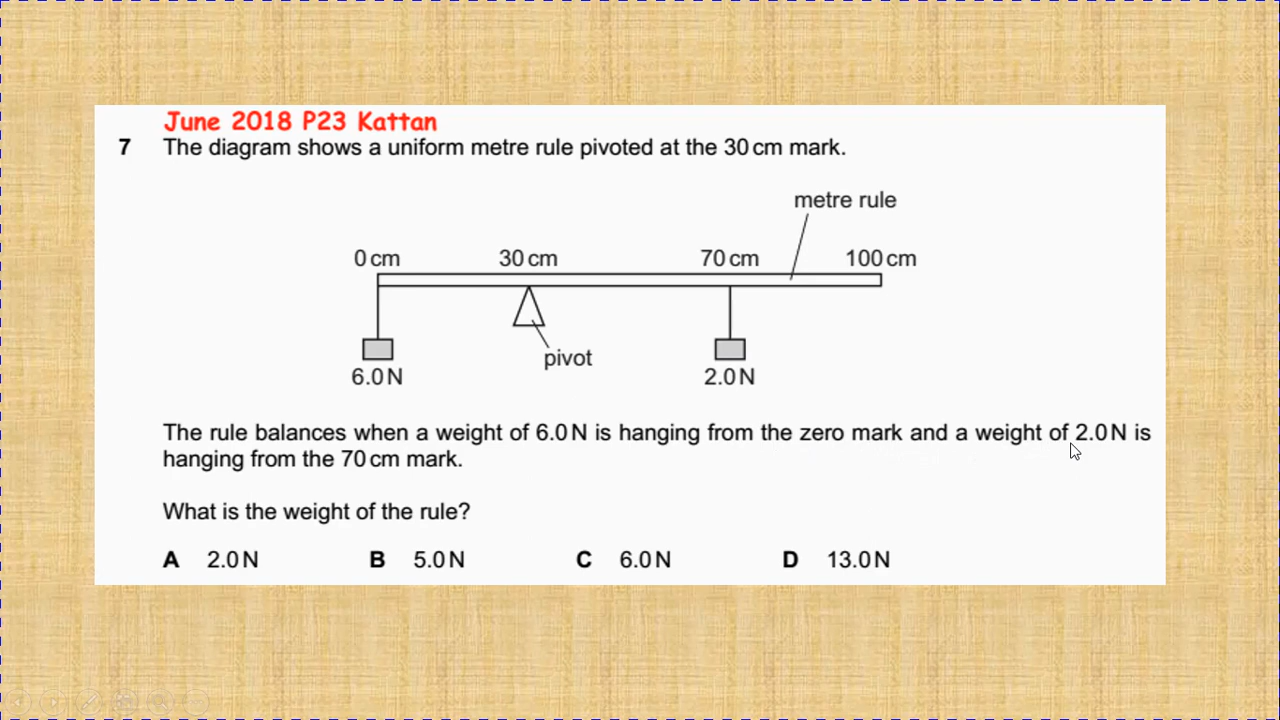 June 2018 P23 Kattan
7 The diagram shows a uniform metre rule pivoted at the 30 cm mark.
metre rule
0 cm 30 cm 70 cm 100 cm
pivot
6.0 N 2.0 N
The rule balances when a weight of 6.0 N is hanging from the zero mark and a weight of 2.0 N is
hanging from the 70 cm mark.
What is the weight of the rule?
A 2.0 N B 5.0 N C 6.0 N D 13.0 N